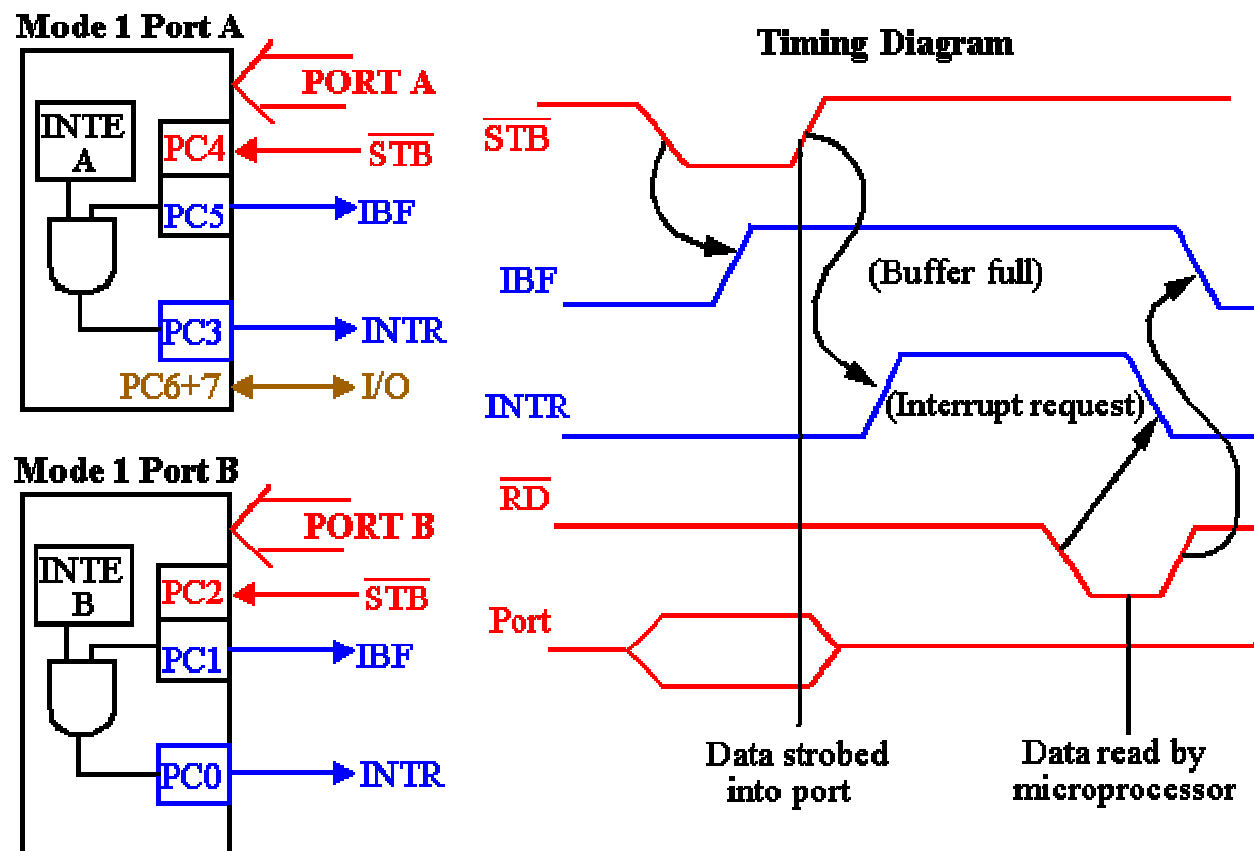 Mode 1 Port A
PORT A
INTE
A
PC4
STB
PC5
IBF
PC3
INTR
PC6+7
I/O
Mode 1 Port B
PORT B
INTE
B
PC2
STB
PC1
IBF
PC0
INTR
Timing Diagram
STB
IBF
(Buffer full)
INTR
(Interrupt request)
RD
Port
Data strobed
into port
Data read by
microprocessor